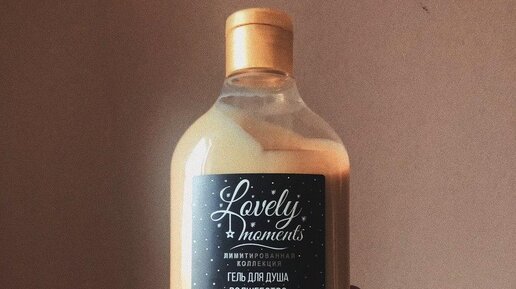 Lovely
moments
ЛИМИТИРОВАННАЯ
КОЛЛЕКЦИЯ
ГЕЛЬ ДЛЯ ДУША